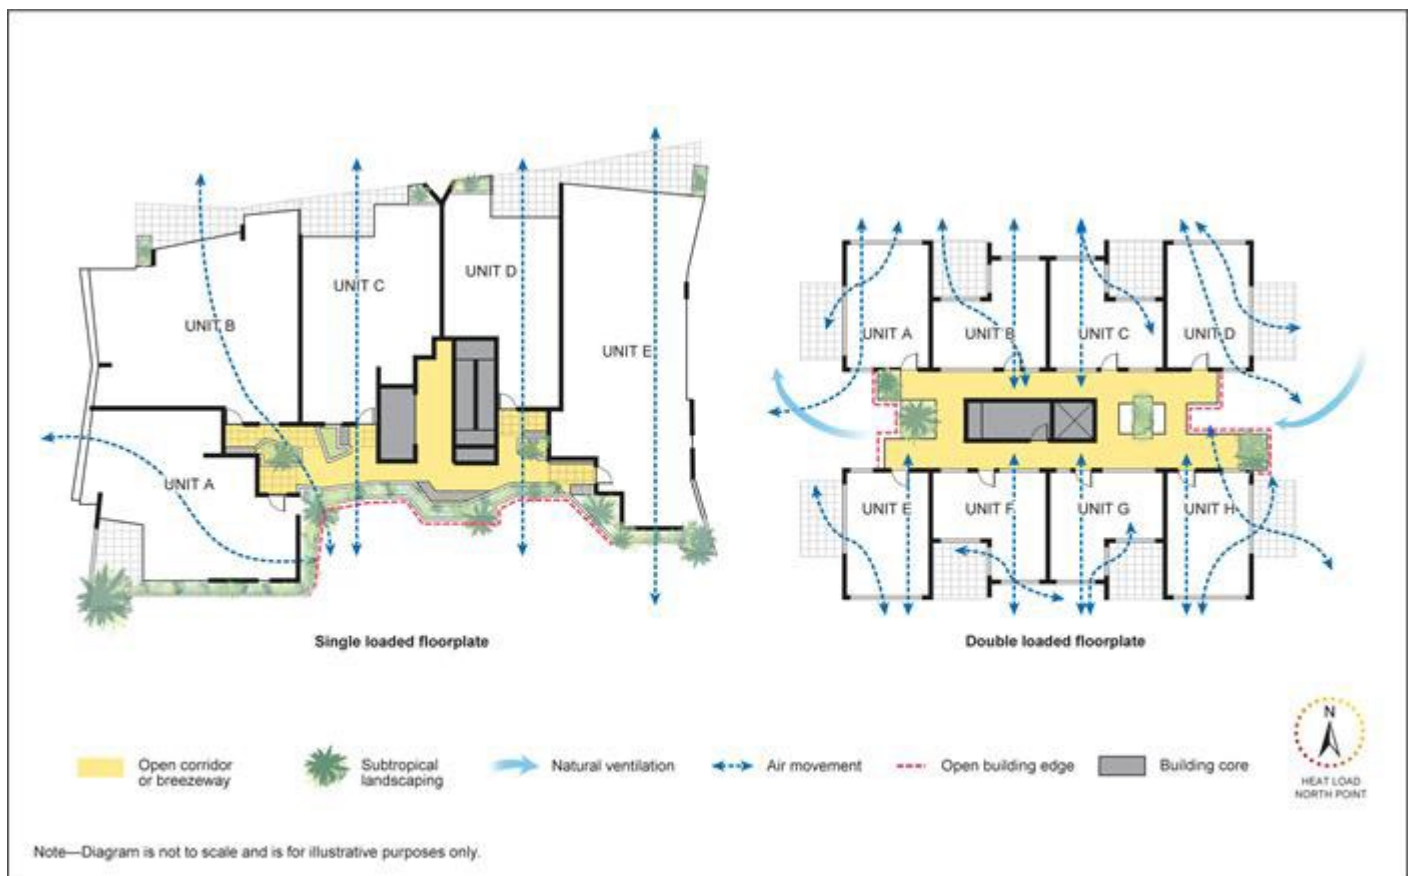 UNIT B
UNIT C
UNIT D
UNIT E
UNIT A
Single loaded floorplate
UNIT A
UNIT B
UNIT C
UNIT D
UNIT E
UNIT F
UNIT G
UNIT H
Double loaded floorplate
Open corridor
or breezeway
Subtropical
landscaping
Natural ventilation
Air movement
Open building edge
Building core
N
HEAT LOAD
NORTH POINT
Note—Diagram is not to scale and is for illustrative purposes only.